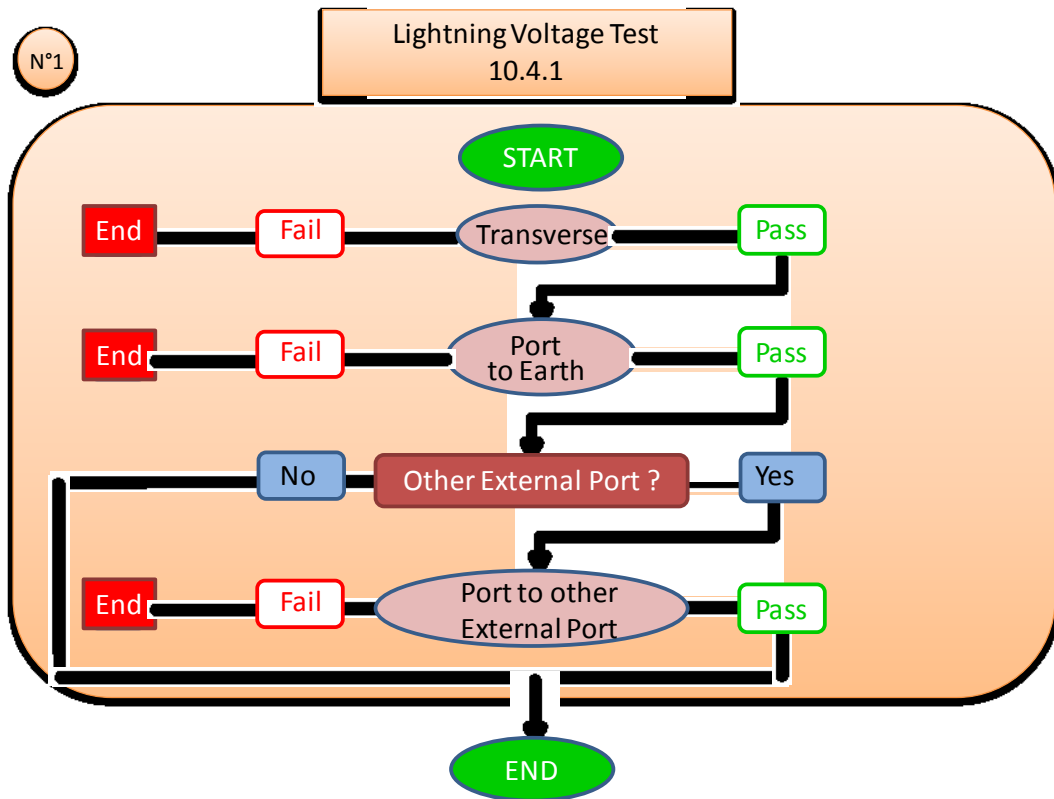 N°1
Lightning Voltage Test
10.4.1
START
End
Fail
Transverse
Pass
End
Fail
Port
to Earth
Pass
No
Other External Port ?
Yes
End
Fail
Port to other
External Port
Pass
END